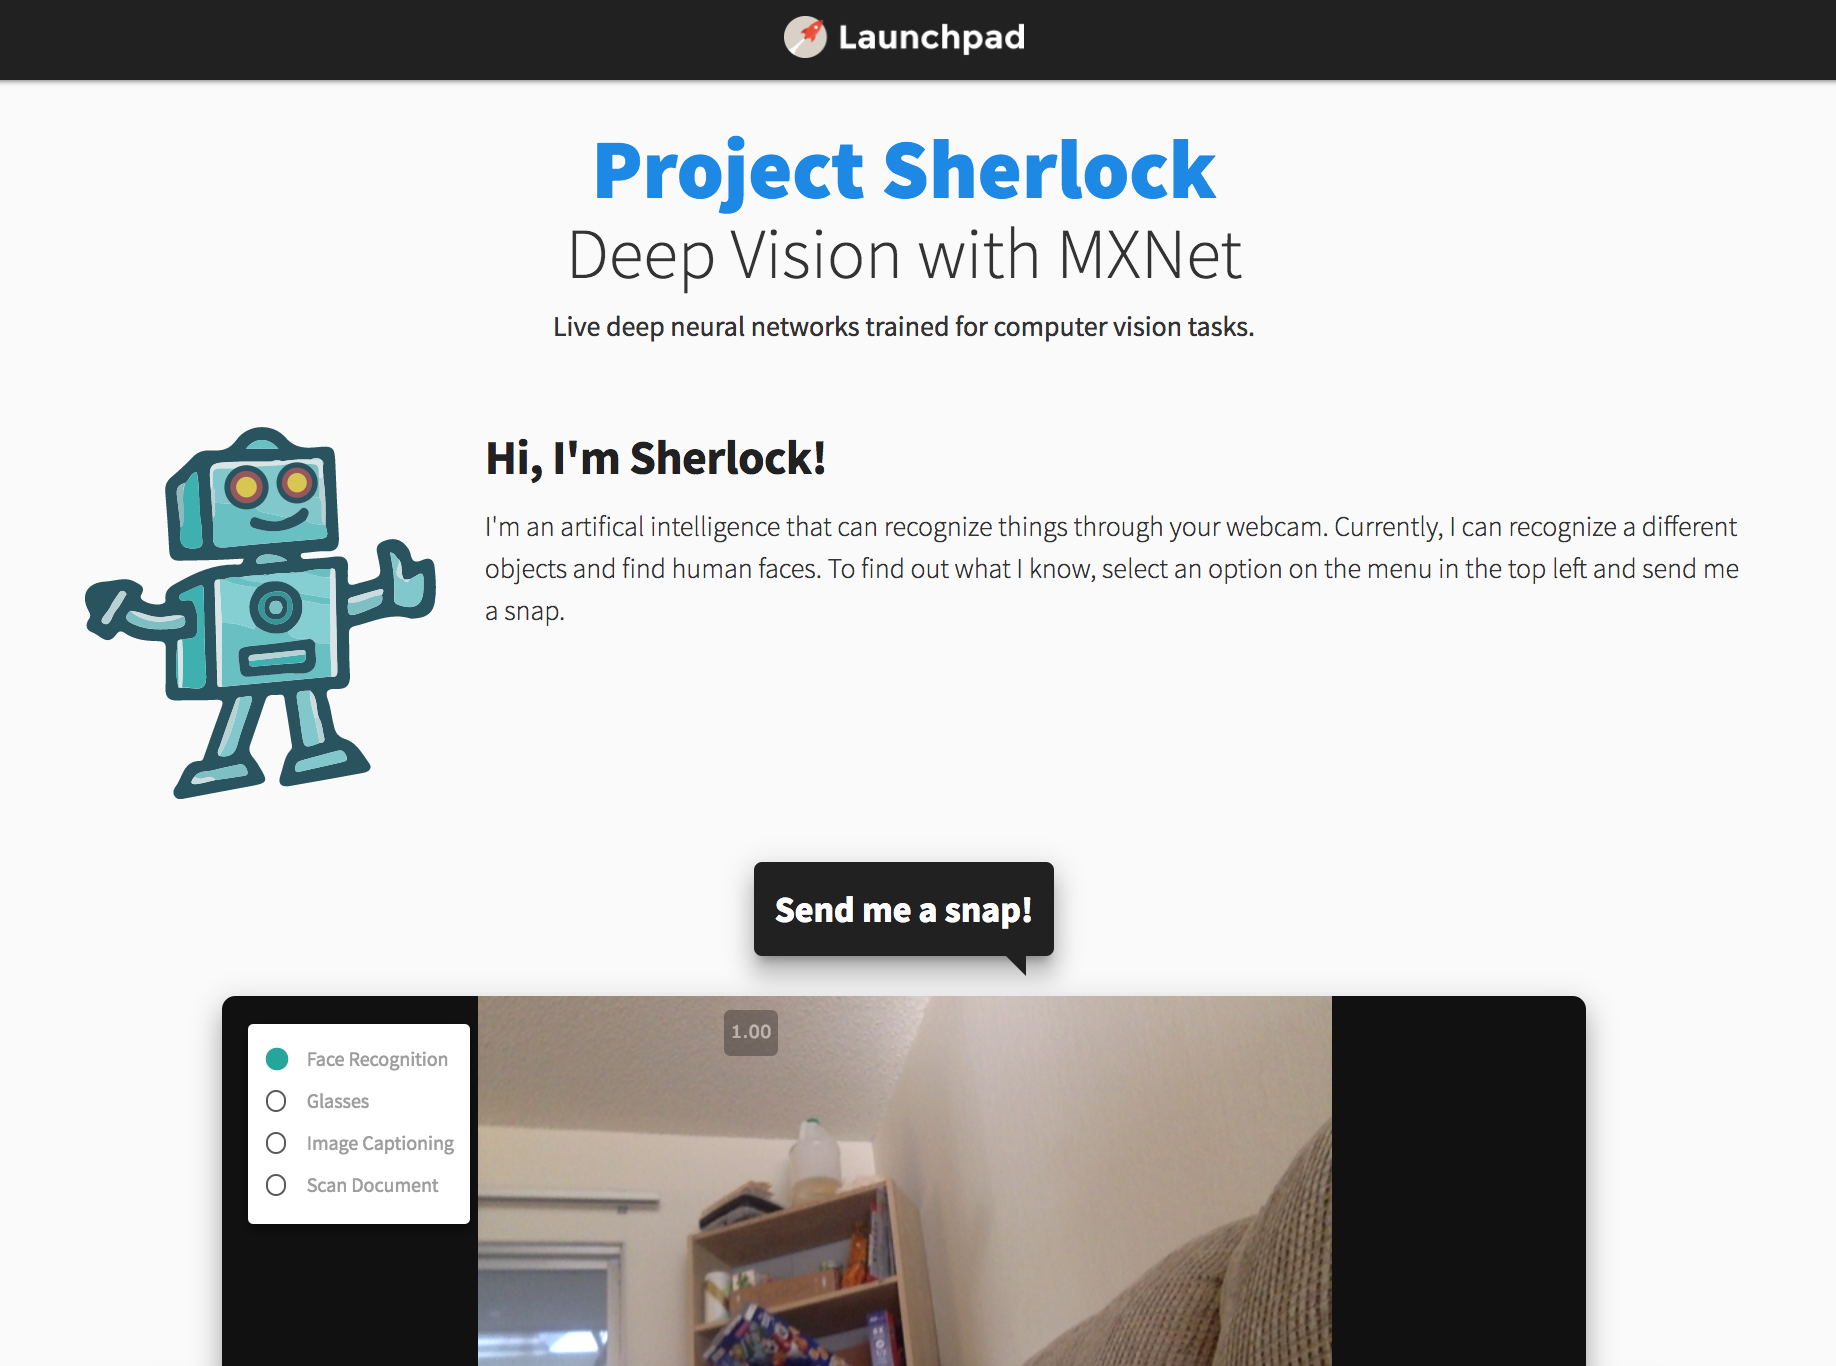 Launchpad
Project Sherlock
Deep Vision with MXNet
Live deep neural networks trained for computer vision tasks.
Hi, I'm Sherlock!
I'm an artifical intelligence that can recognize things through your webcam. Currently, I can recognize a different
objects and find human faces. To find out what I know, select an option on the menu in the top left and send me
a snap.
Send me a snap!
1.00
Face Recognition
Glasses
Image Captioning
Scan Document